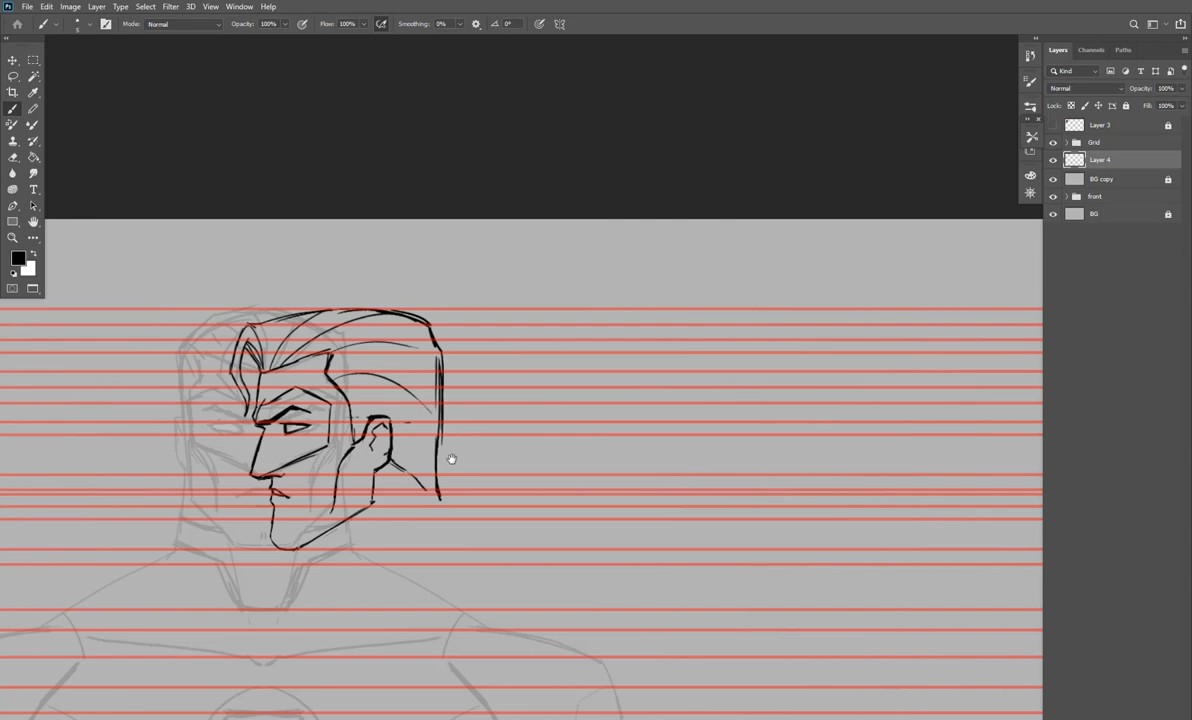 Ps File Edit Image Layer Type Select Filter 3D View Window Help
5 Mode: Normal Opacity: 100% Flow: 100% Smoothing: 0% 0°
Layers Channels Paths
Kind
Normal Opacity: 100%
Lock: Fill: 100%
Layer 3
Grid
Layer 4
BG copy
front
BG